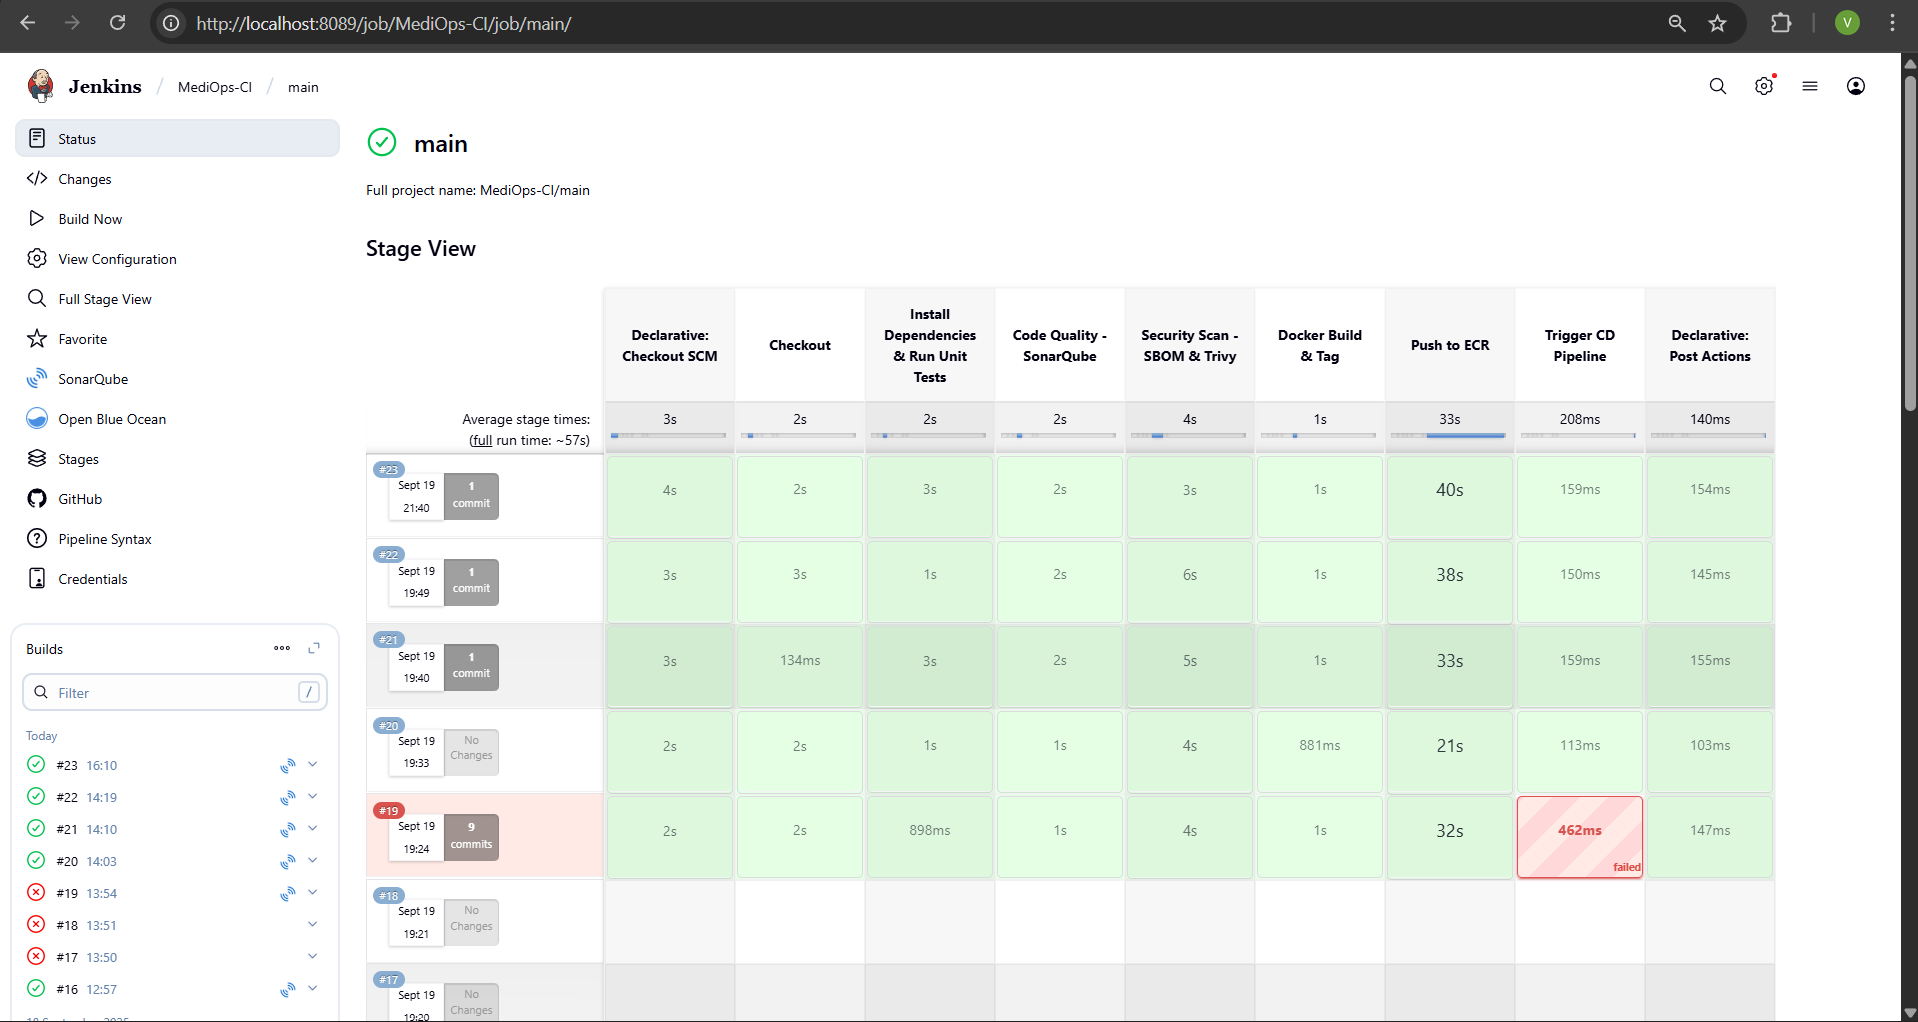 http://localhost:8089/job/MediOps-CI/job/main/
V
Jenkins / MediOps-CI / main
Status
Changes
Build Now
View Configuration
Full Stage View
Favorite
SonarQube
Open Blue Ocean
Stages
GitHub
Pipeline Syntax
Credentials
Builds
Filter
/
Today
#23 16:10
#22 14:19
#21 14:10
#20 14:03
#19 13:54
#18 13:51
#17 13:50
#16 12:57
main
Full project name: MediOps-CI/main
Stage View
Declarative:
Checkout SCM
Checkout
Install
Dependencies
& Run Unit
Tests
Code Quality -
SonarQube
Security Scan -
SBOM & Trivy
Docker Build
& Tag
Push to ECR
Trigger CD
Pipeline
Declarative:
Post Actions
Average stage times:
(full run time: ~57s)
3s 2s 2s 2s 4s 1s 33s 208ms 140ms
#23
Sept 19
21:40
1
commit
4s 2s 3s 2s 3s 1s 40s 159ms 154ms
#22
Sept 19
19:49
1
commit
3s 3s 1s 2s 6s 1s 38s 150ms 145ms
#21
Sept 19
19:40
1
commit
3s 134ms 3s 2s 5s 1s 33s 159ms 155ms
#20
Sept 19
19:33
No
Changes
2s 2s 1s 1s 4s 881ms 21s 113ms 103ms
#19
Sept 19
19:24
9
commits
2s 2s 898ms 1s 4s 1s 32s 462ms 147ms
failed
#18
Sept 19
19:21
No
Changes
#17
Sept 19
19:20
No
Changes